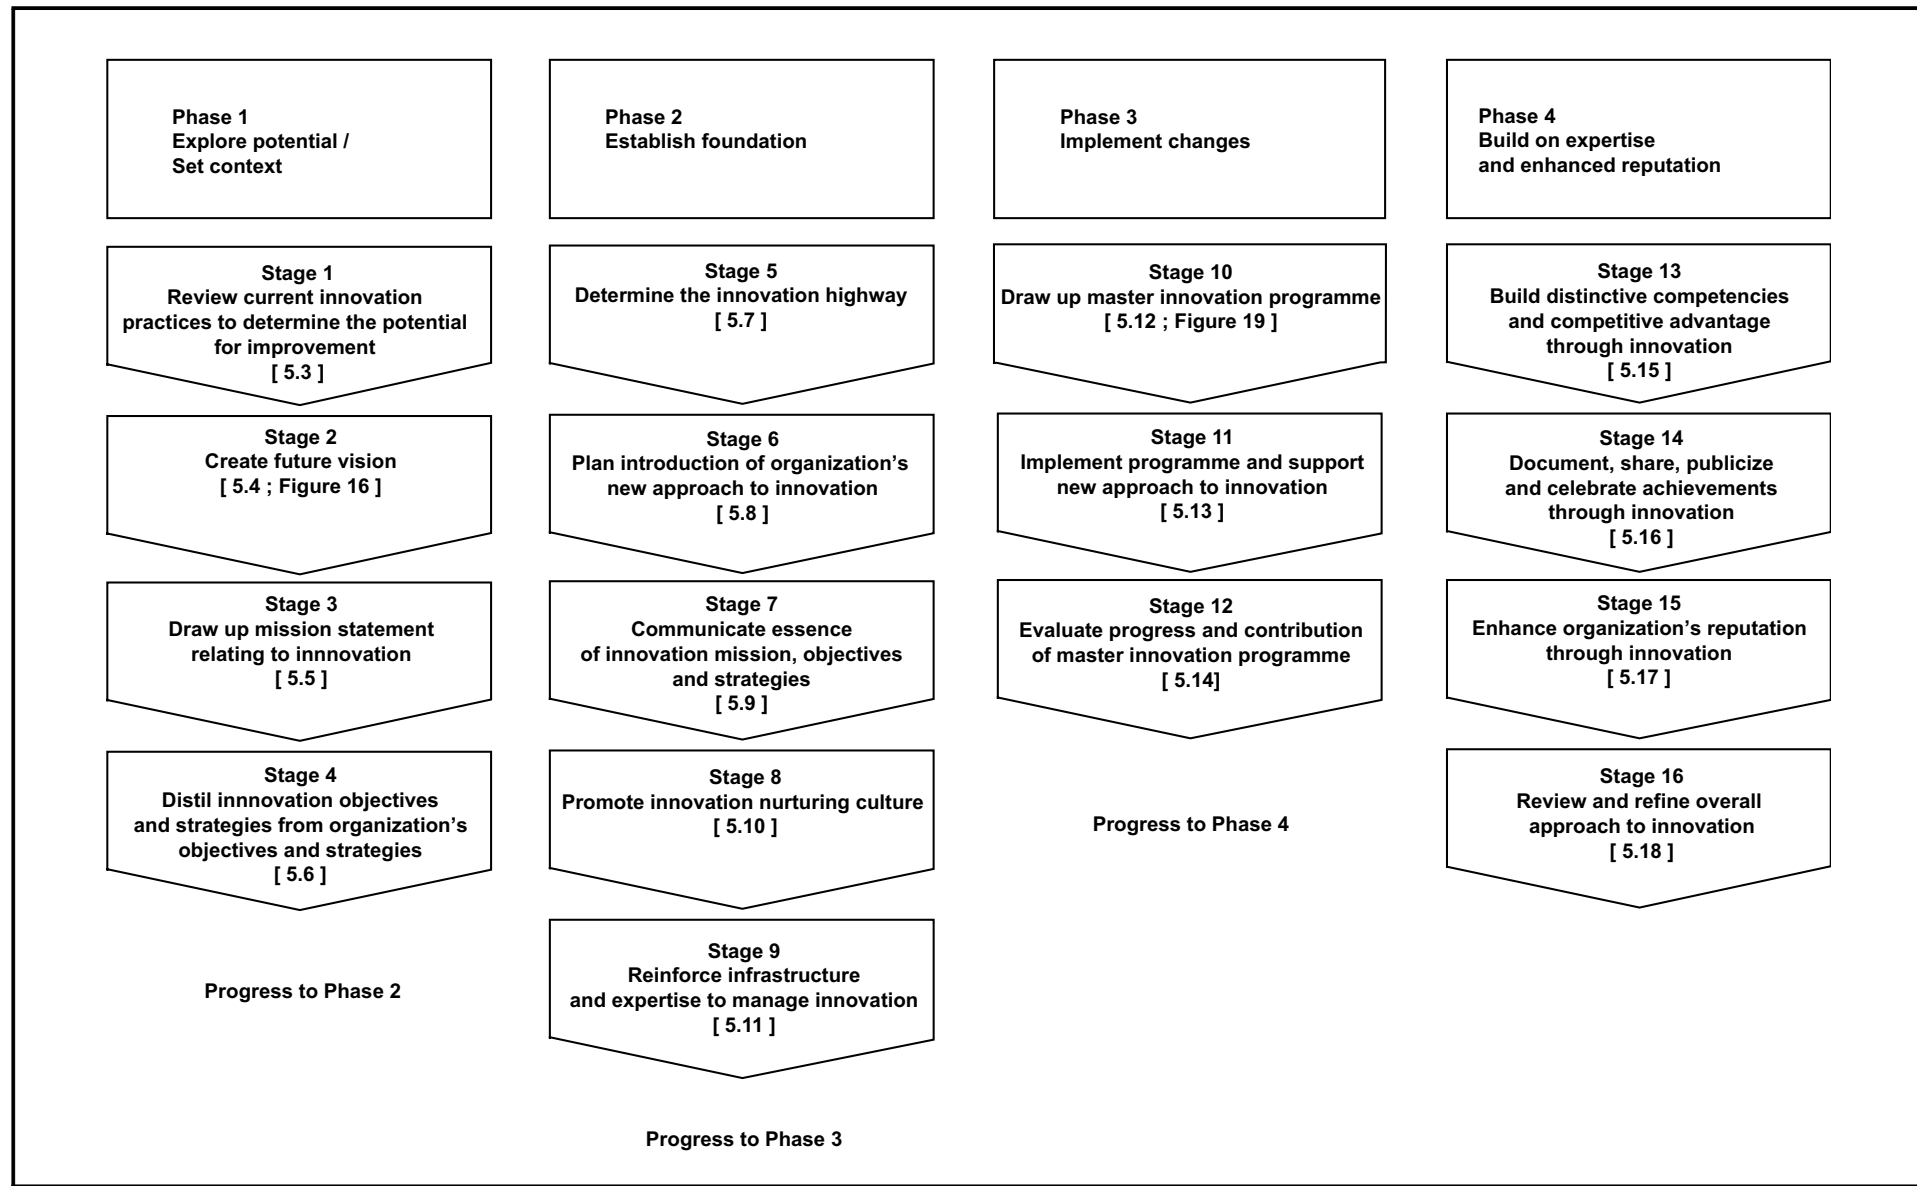 Phase 1
Explore potential /
Set context
Stage 1
Review current innovation
practices to determine the potential
for improvement
[ 5.3 ]
Stage 2
Create future vision
[ 5.4 ; Figure 16 ]
Stage 3
Draw up mission statement
relating to innnovation
[ 5.5 ]
Stage 4
Distil innnovation objectives
and strategies from organization’s
objectives and strategies
[ 5.6 ]
Progress to Phase 2
Phase 2
Establish foundation
Stage 5
Determine the innovation highway
[ 5.7 ]
Stage 6
Plan introduction of organization’s
new approach to innovation
[ 5.8 ]
Stage 7
Communicate essence
of innovation mission, objectives
and strategies
[ 5.9 ]
Stage 8
Promote innovation nurturing culture
[ 5.10 ]
Stage 9
Reinforce infrastructure
and expertise to manage innovation
[ 5.11 ]
Progress to Phase 3
Phase 3
Implement changes
Stage 10
Draw up master innovation programme
[ 5.12 ; Figure 19 ]
Stage 11
Implement programme and support
new approach to innovation
[ 5.13 ]
Stage 12
Evaluate progress and contribution
of master innovation programme
[ 5.14]
Progress to Phase 4
Phase 4
Build on expertise
and enhanced reputation
Stage 13
Build distinctive competencies
and competitive advantage
through innovation
[ 5.15 ]
Stage 14
Document, share, publicize
and celebrate achievements
through innovation
[ 5.16 ]
Stage 15
Enhance organization’s reputation
through innovation
[ 5.17 ]
Stage 16
Review and refine overall
approach to innovation
[ 5.18 ]